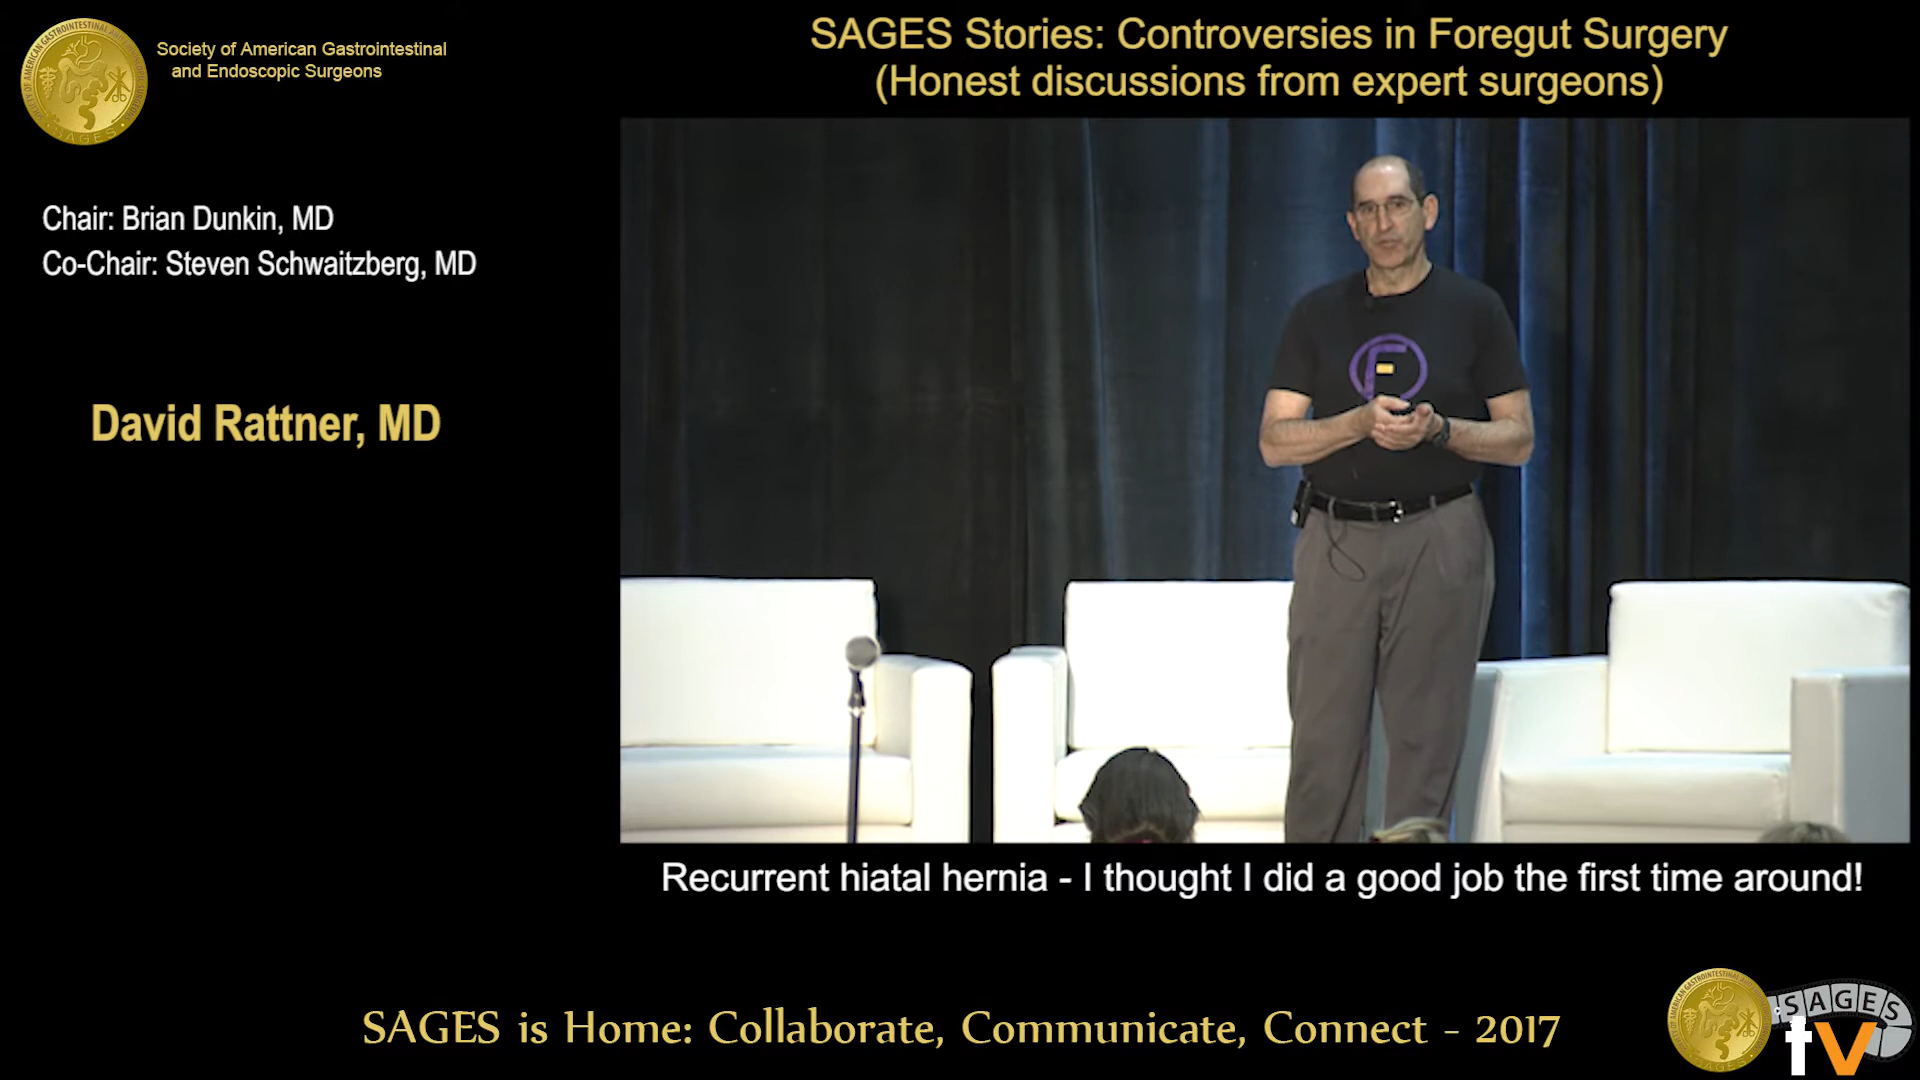 Society of American Gastrointestinal
and Endoscopic Surgeons
SAGES Stories: Controversies in Foregut Surgery
(Honest discussions from expert surgeons)
Chair: Brian Dunkin, MD
Co-Chair: Steven Schwaitzberg, MD
David Rattner, MD
F
Recurrent hiatal hernia - I thought I did a good job the first time around!
SAGES is Home: Collaborate, Communicate, Connect - 2017
SAGES
tv
SAGES